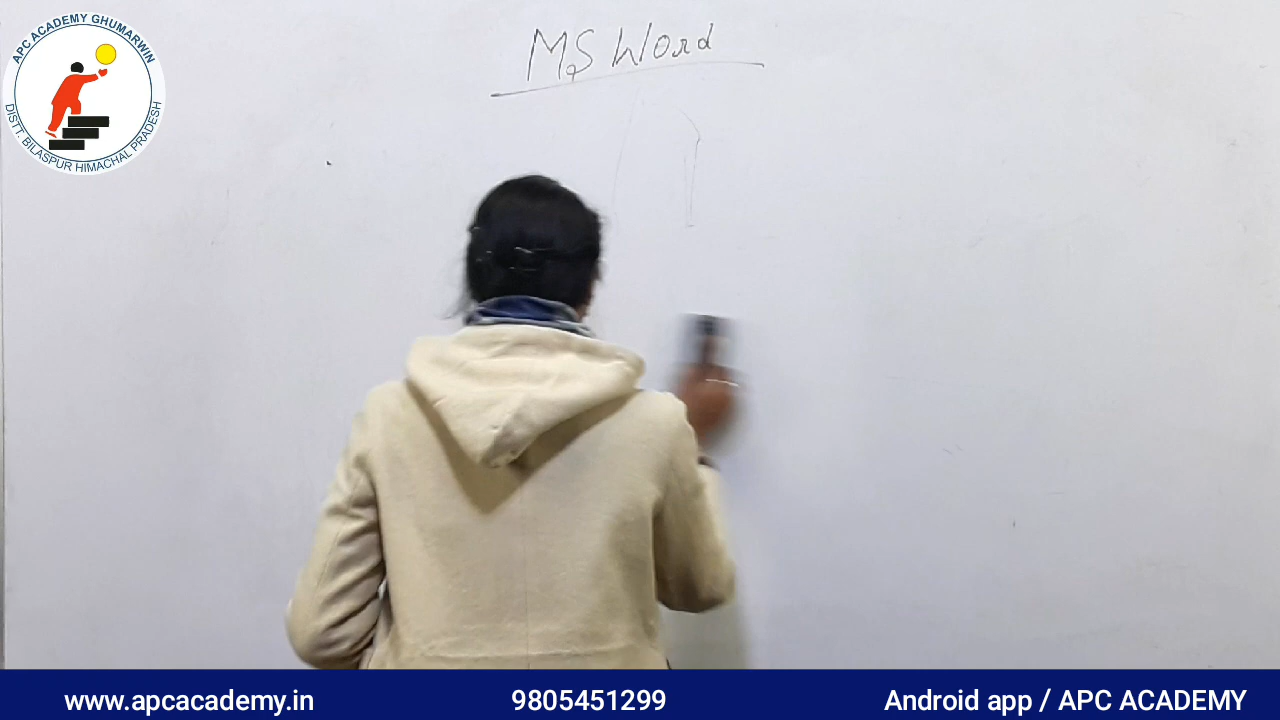 APC ACADEMY GHUMARWIN
DISTT. BILASPUR HIMACHAL PRADESH
MS Word
www.apcacademy.in
9805451299
Android app / APC ACADEMY